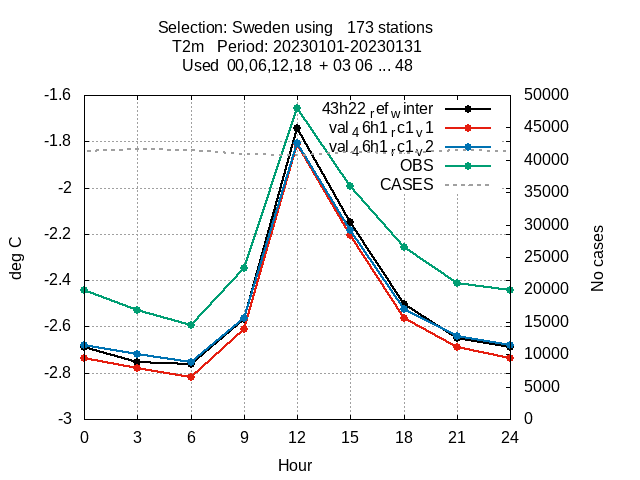 Selection: Sweden using   173 stations
T2m   Period: 20230101-20230131
Used  00,06,12,18  + 03 06 ... 48
-1.6
-1.8
-2
-2.2
-2.4
-2.6
-2.8
-3
50000
45000
40000
35000
30000
25000
20000
15000
10000
5000
0
43h22_ref_winter
val_46h1_rc1_v1
val_46h1_rc1_v2
OBS
CASES
deg C
No cases
0 3 6 9 12 15 18 21 24
Hour